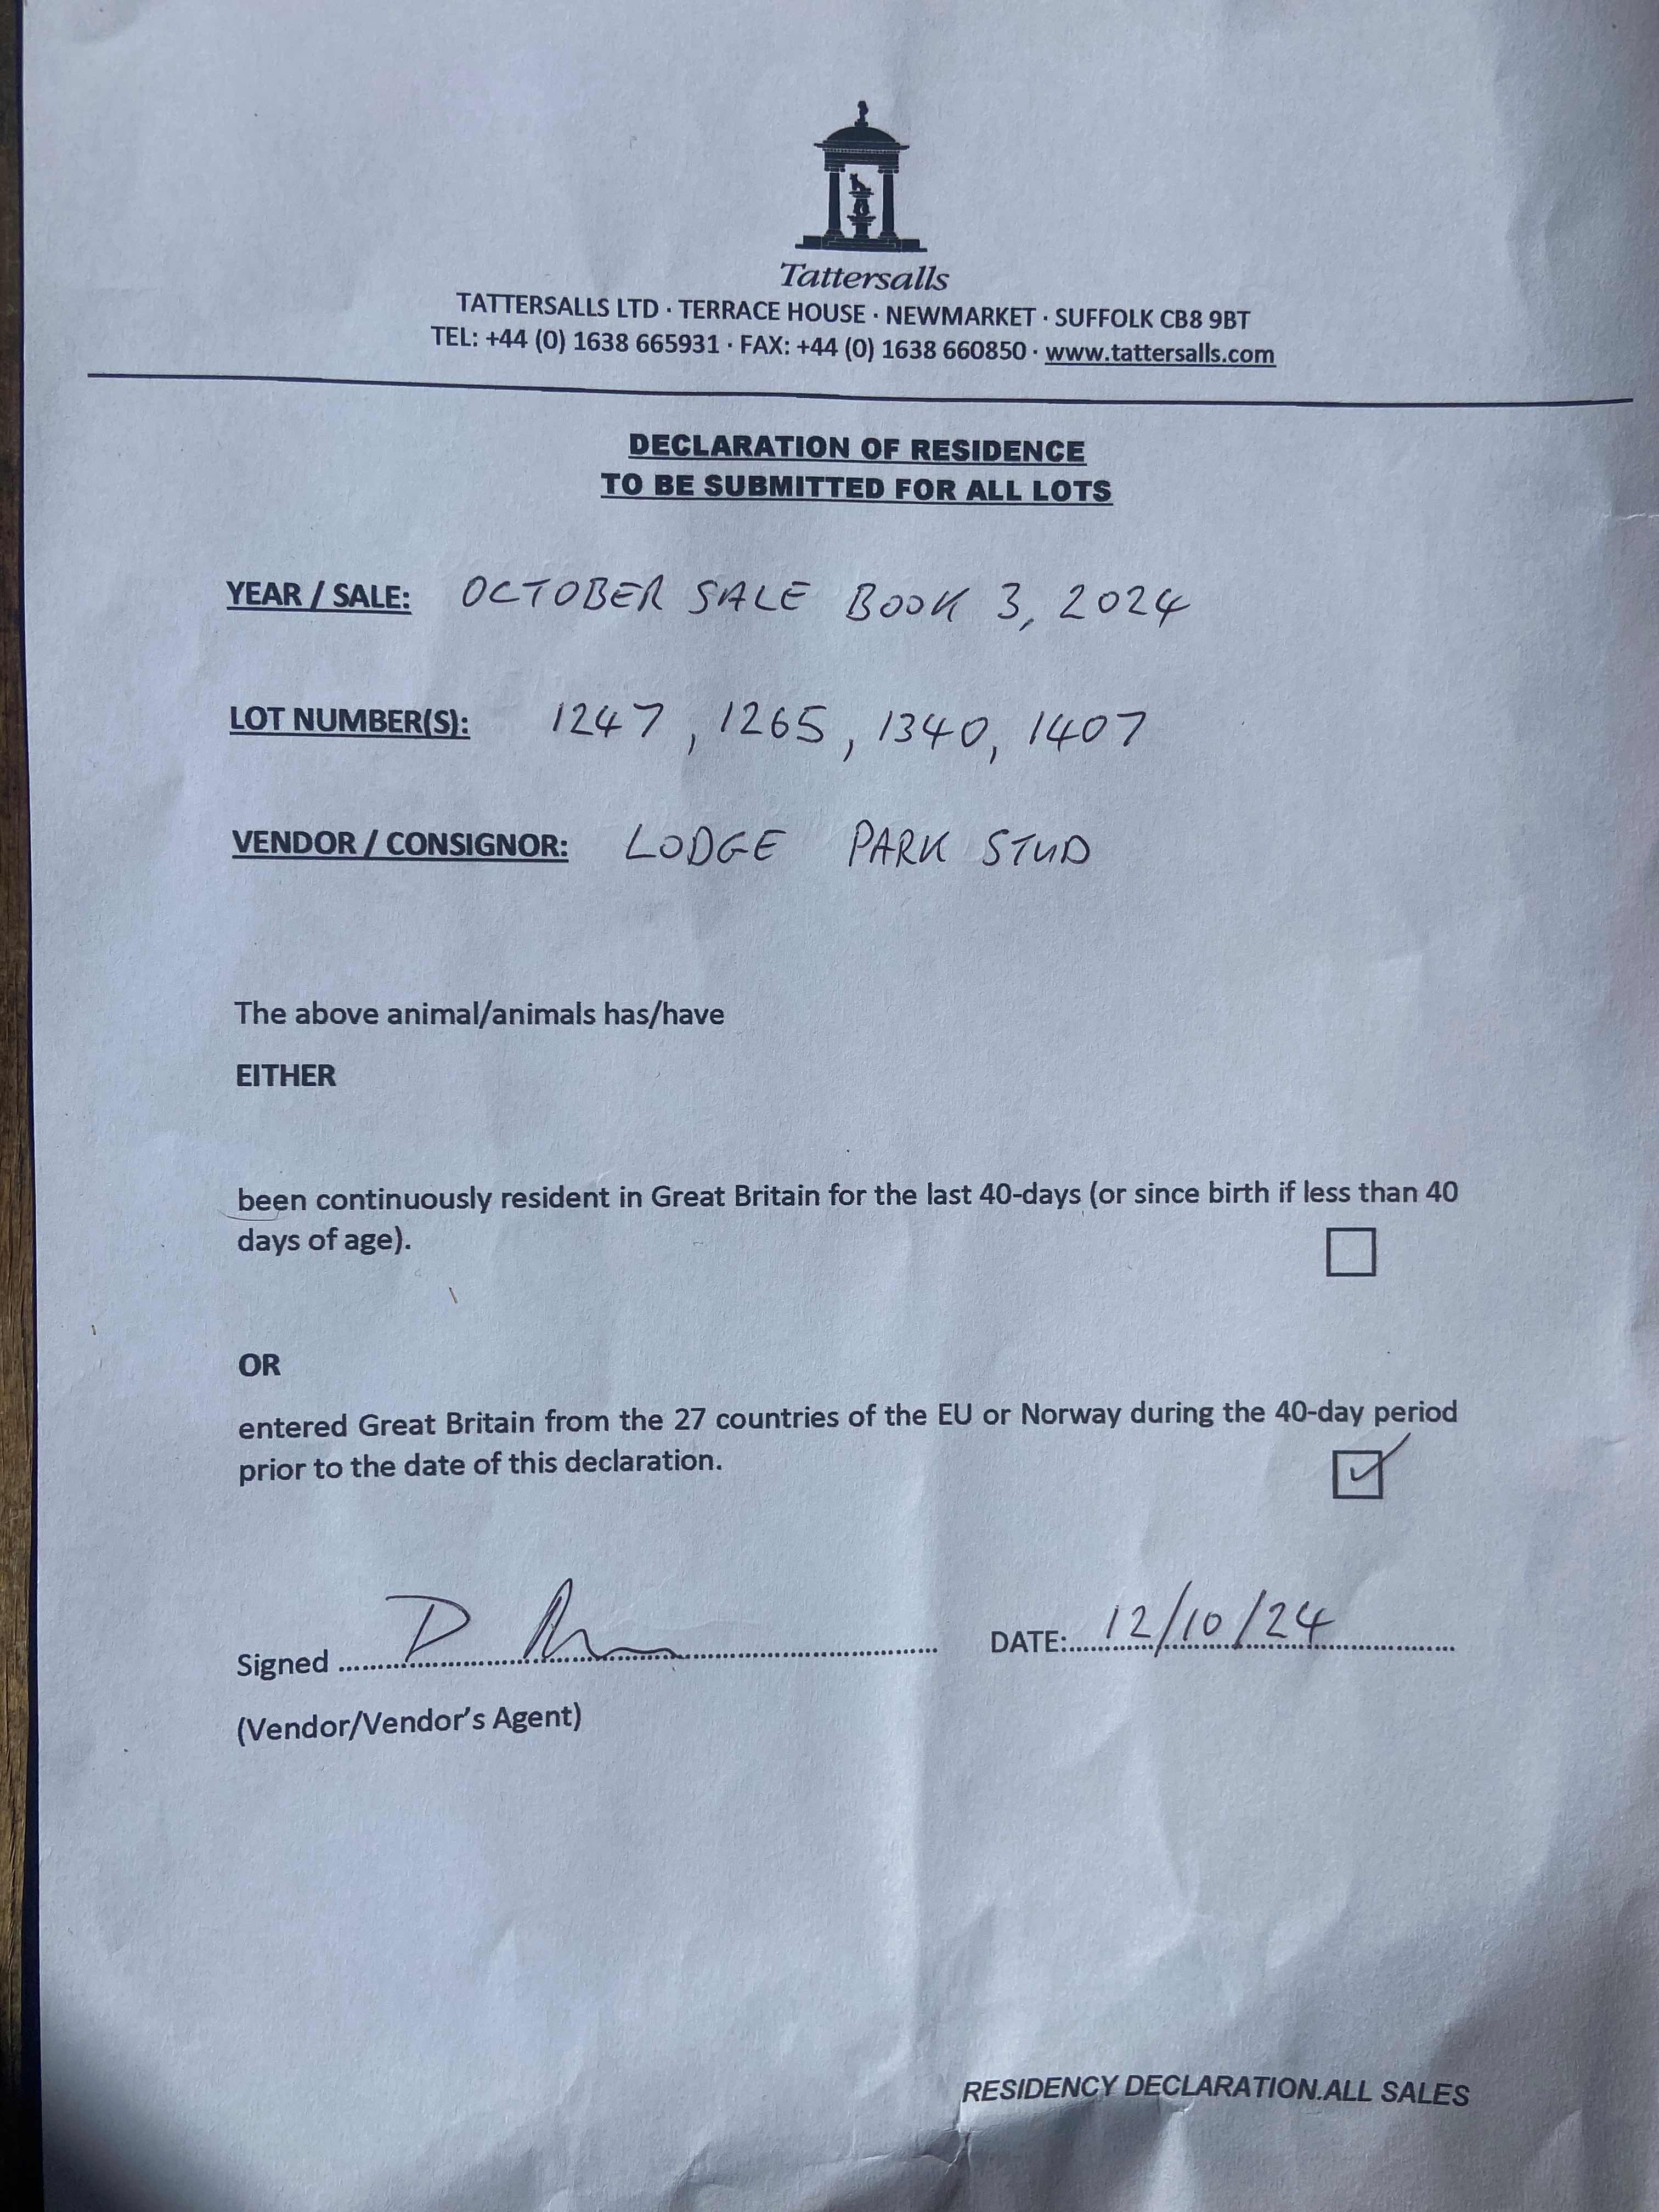 Tattersalls
TATTERSALLS LTD · TERRACE HOUSE · NEWMARKET · SUFFOLK CB8 9BT
TEL: +44 (0) 1638 665931 · FAX: +44 (0) 1638 660850 · www.tattersalls.com
DECLARATION OF RESIDENCE
TO BE SUBMITTED FOR ALL LOTS
YEAR / SALE: OCTOBER SALE BOOK 3, 2024
LOT NUMBER(S): 1247, 1265, 1340, 1407
VENDOR / CONSIGNOR: LODGE PARK STUD
The above animal/animals has/have
EITHER
been continuously resident in Great Britain for the last 40-days (or since birth if less than 40
days of age).
OR
entered Great Britain from the 27 countries of the EU or Norway during the 40-day period
prior to the date of this declaration.
Signed D DATE: 12/10/24
(Vendor/Vendor's Agent)
RESIDENCY DECLARATION.ALL SALES